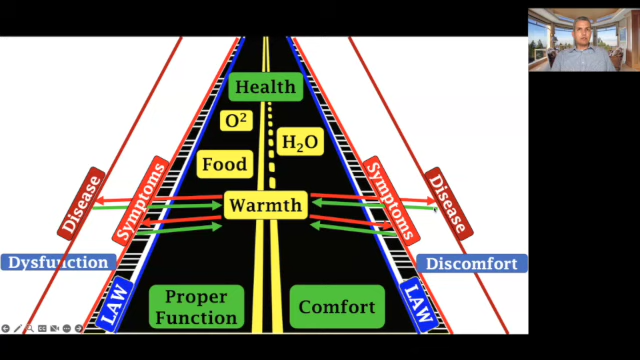 Health
O²
H₂O
Food
Warmth
Disease
Symptoms
Symptoms
Disease
Dysfunction
Discomfort
LAW
Proper
Function
Comfort
LAW